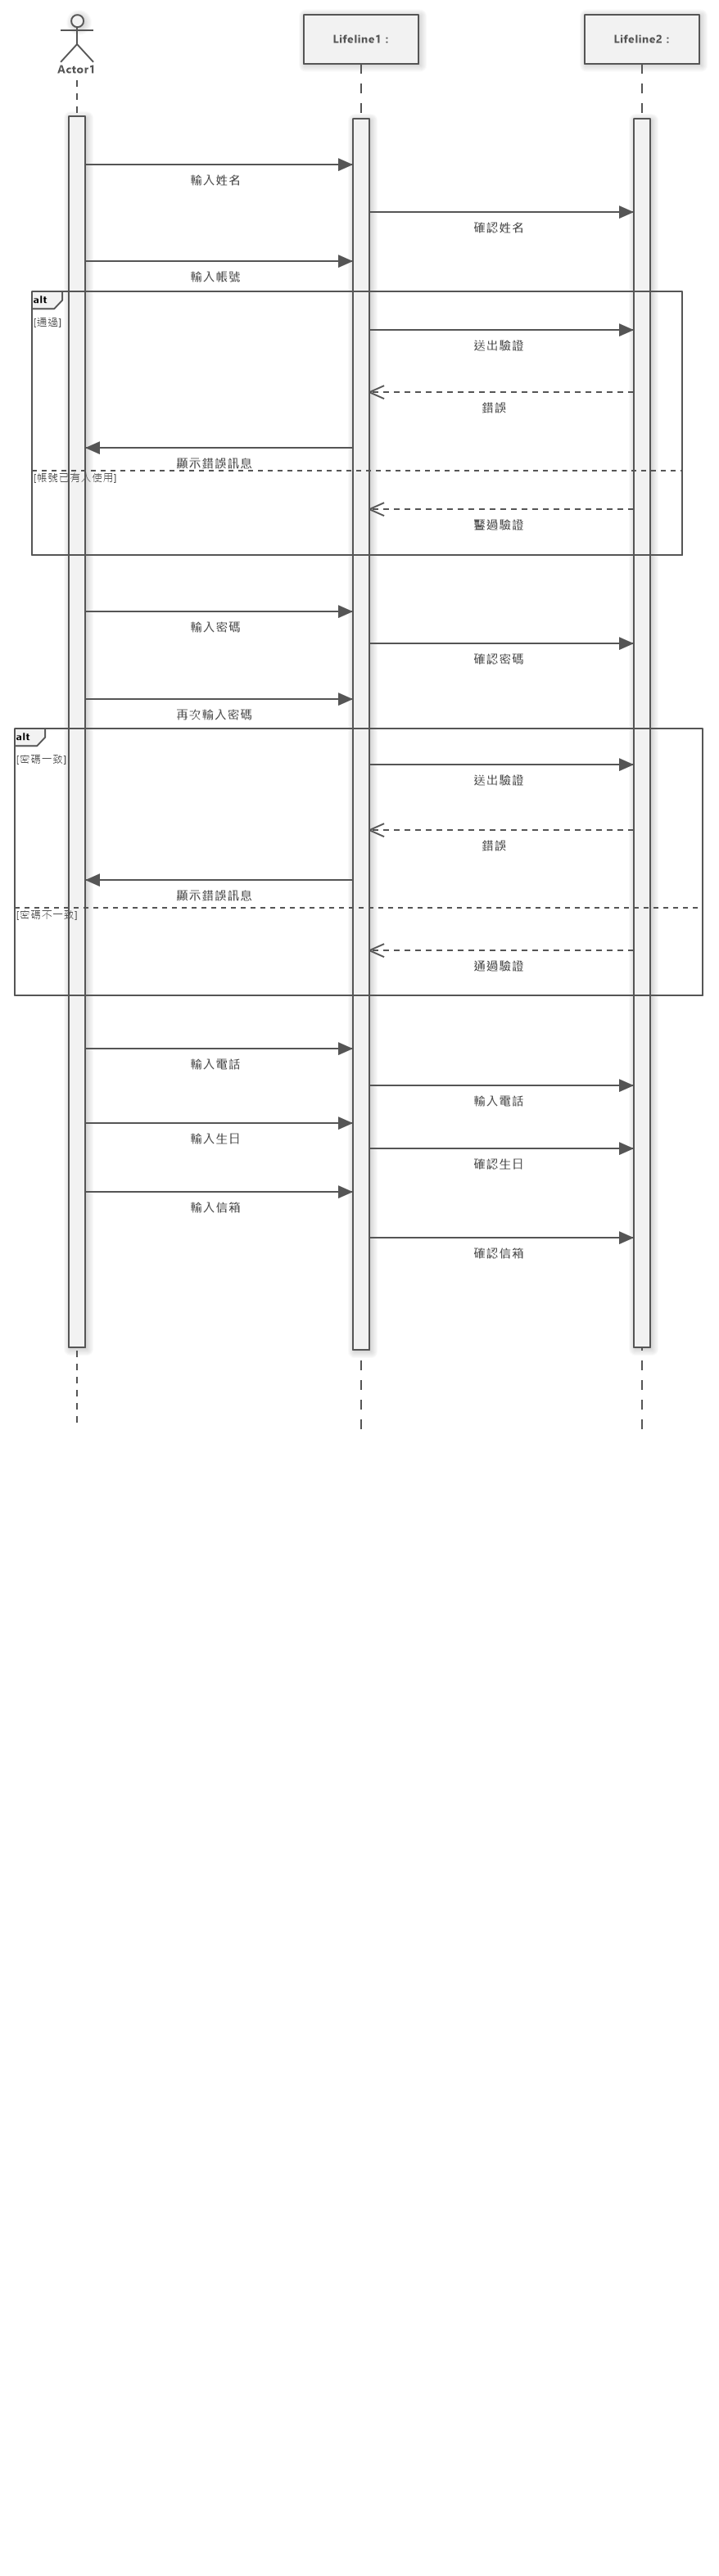 Actor1
Lifeline1 :
Lifeline2 :
輸入姓名
確認姓名
輸入帳號
alt
[通過]
送出驗證
錯誤
顯示錯誤訊息
[帳號已有人使用]
過驗證
輸入密碼
確認密碼
再次輸入密碼
alt
[密碼一致]
送出驗證
錯誤
顯示錯誤訊息
[密碼不一致]
通過驗證
輸入電話
輸入電話
輸入生日
確認生日
輸入信箱
確認信箱